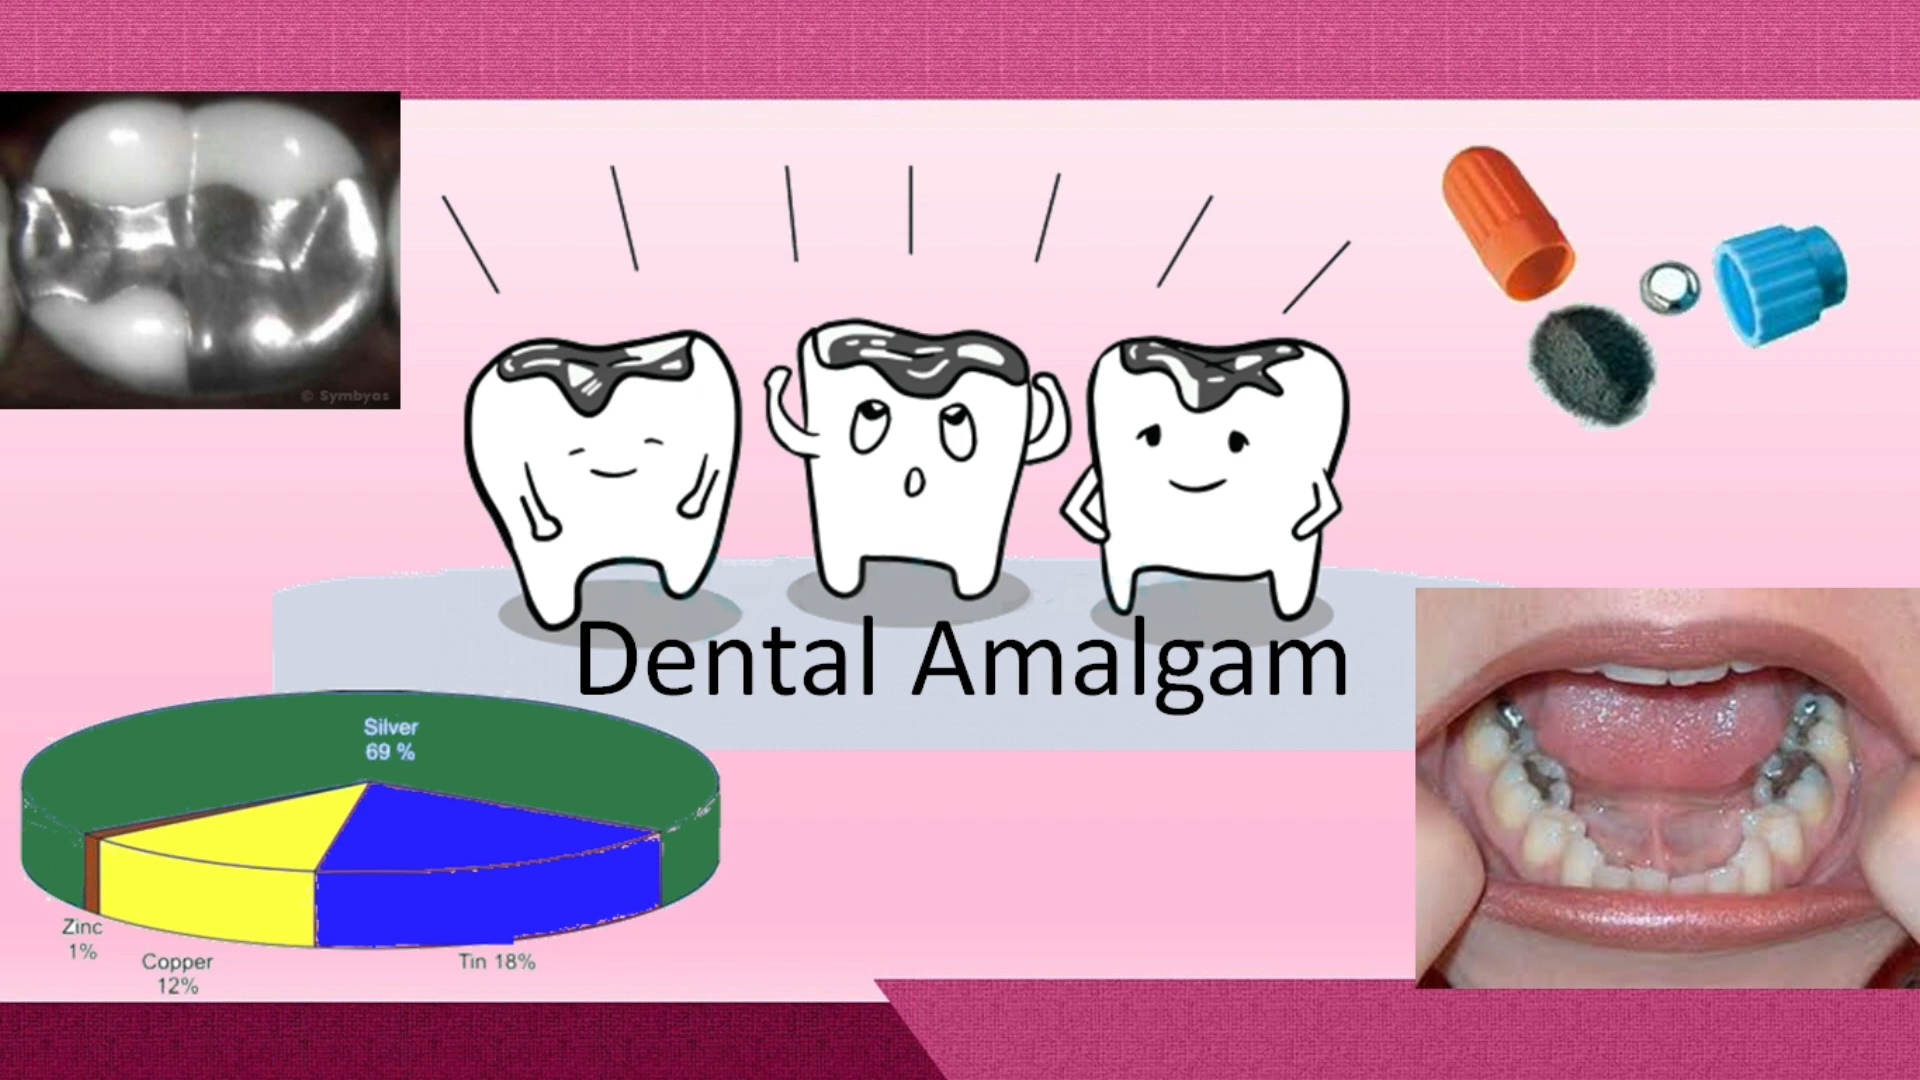 © Symbyos
Dental Amalgam
Silver
69 %
Zinc
1%
Copper
12%
Tin 18%